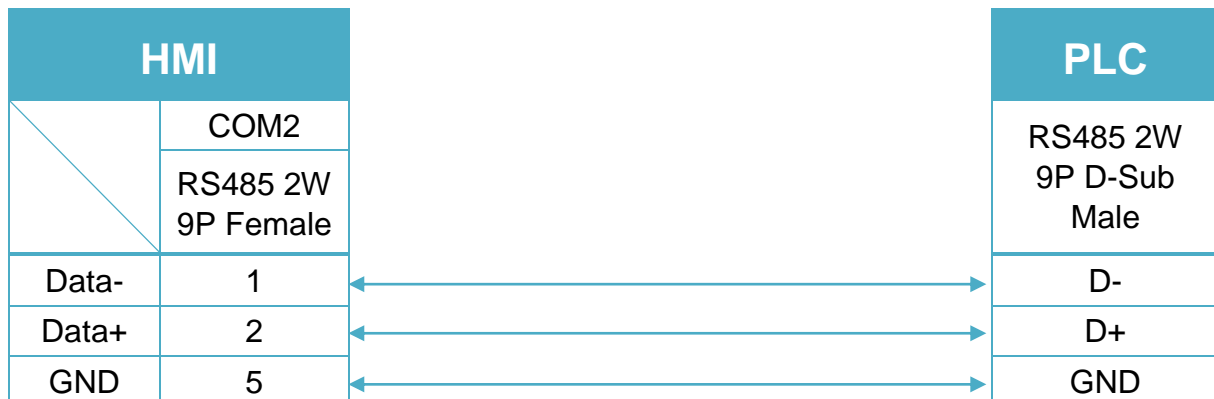 HMI
PLC
COM2
RS485 2W
9P Female
RS485 2W
9P D-Sub
Male
Data-
1
D-
Data+
2
D+
GND
5
GND